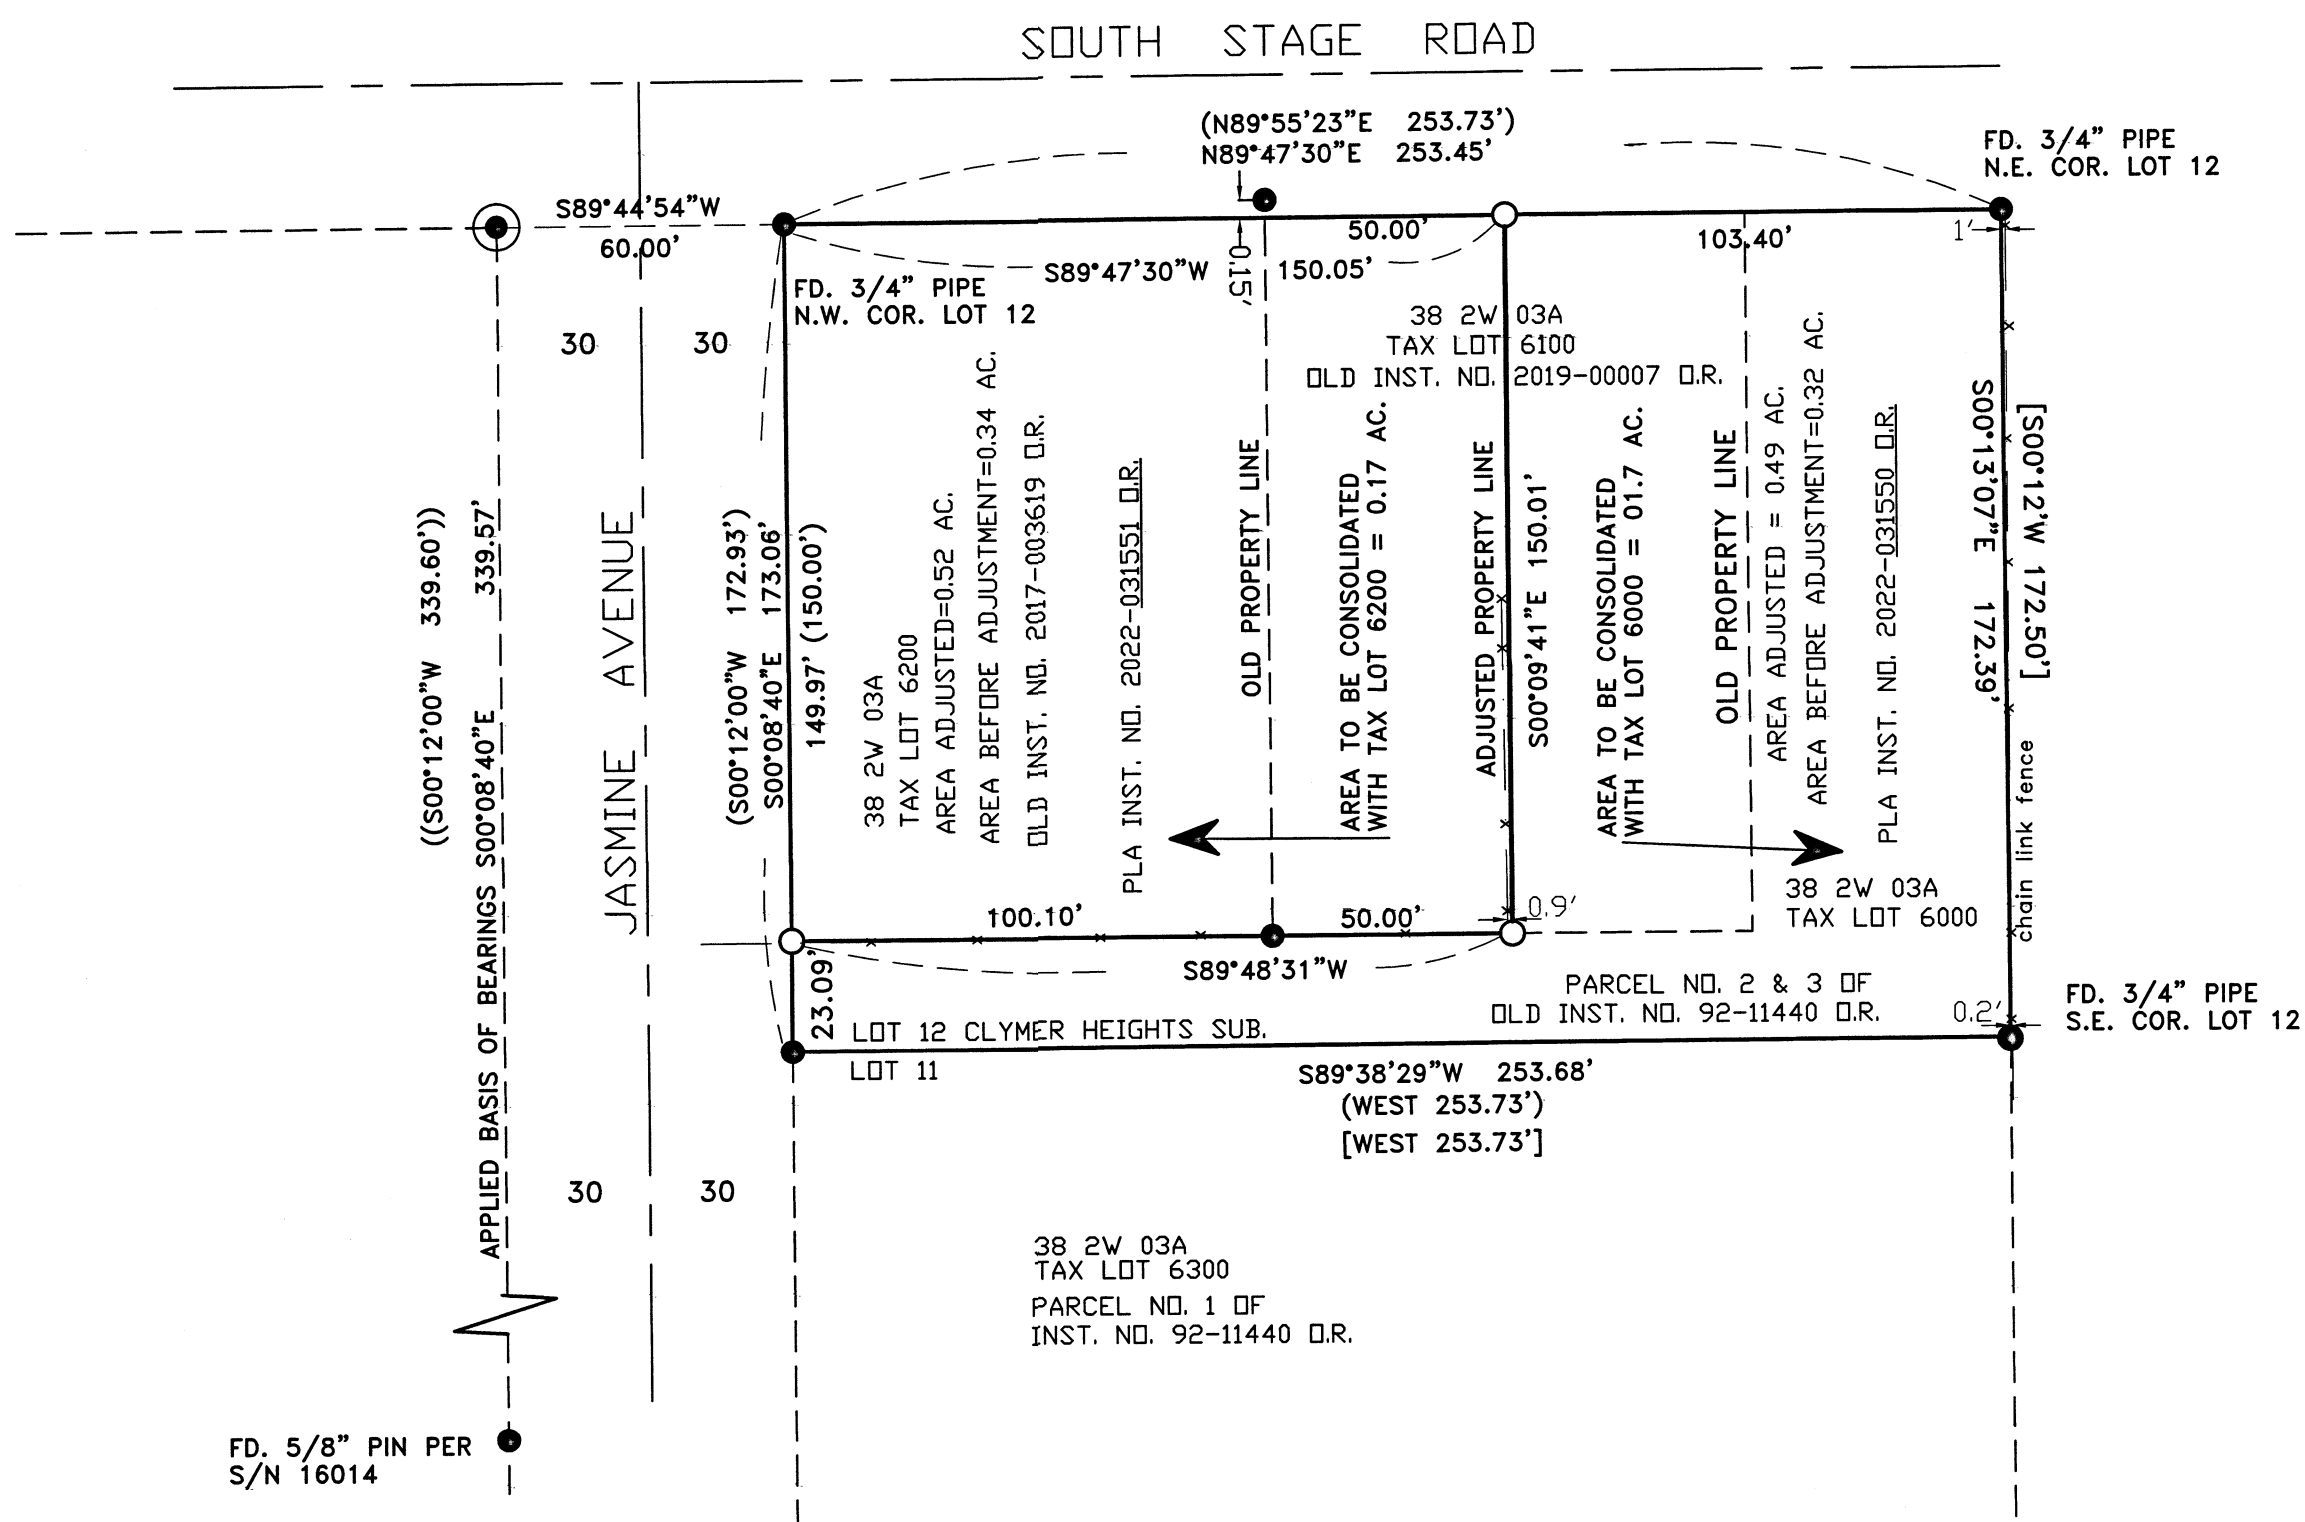 SOUTH STAGE ROAD
(N89°55'23"E 253.73')
N89°47'30"E 253.45'
FD. 3/4" PIPE
N.E. COR. LOT 12
S89°44'54"W
60.00'
50.00'
103.40'
1'
S89°47'30"W 150.05'
0.15'
FD. 3/4" PIPE
N.W. COR. LOT 12
30
30
38 2W 03A
TAX LOT 6100
OLD INST. NO. 2019-00007 O.R.
((S00°12'00"W 339.60'))
APPLIED BASIS OF BEARINGS S00°08'40"E 339.57'
JASMINE AVENUE
(S00°12'00"W 172.93')
S00°08'40"E 173.06'
149.97' (150.00')
38 2W 03A
TAX LOT 6200
AREA ADJUSTED=0.52 AC.
AREA BEFORE ADJUSTMENT=0.34 AC.
OLD INST. NO. 2017-003619 O.R.
PLA INST. NO. 2022-031551 O.R.
OLD PROPERTY LINE
AREA TO BE CONSOLIDATED
WITH TAX LOT 6200 = 0.17 AC.
ADJUSTED PROPERTY LINE
S00°09'41"E 150.01'
AREA TO BE CONSOLIDATED
WITH TAX LOT 6000 = 01.7 AC.
OLD PROPERTY LINE
AREA ADJUSTED = 0.49 AC.
AREA BEFORE ADJUSTMENT=0.32 AC.
PLA INST. NO. 2022-031550 O.R.
S00°13'07"E 172.39'
[S00°12'W 172.50']
chain link fence
38 2W 03A
TAX LOT 6000
100.10'
50.00'
0.9'
S89°48'31"W
23.09'
PARCEL NO. 2 & 3 OF
OLD INST. NO. 92-11440 O.R.
0.2'
FD. 3/4" PIPE
S.E. COR. LOT 12
LOT 12 CLYMER HEIGHTS SUB.
LOT 11
S89°38'29"W 253.68'
(WEST 253.73')
[WEST 253.73']
30
30
38 2W 03A
TAX LOT 6300
PARCEL NO. 1 OF
INST. NO. 92-11440 O.R.
FD. 5/8" PIN PER
S/N 16014